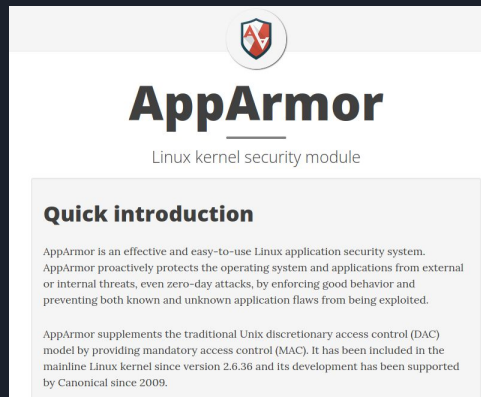 AppArmor
Linux kernel security module
Quick introduction
AppArmor is an effective and easy-to-use Linux application security system.
AppArmor proactively protects the operating system and applications from external
or internal threats, even zero-day attacks, by enforcing good behavior and
preventing both known and unknown application flaws from being exploited.
AppArmor supplements the traditional Unix discretionary access control (DAC)
model by providing mandatory access control (MAC). It has been included in the
mainline Linux kernel since version 2.6.36 and its development has been supported
by Canonical since 2009.